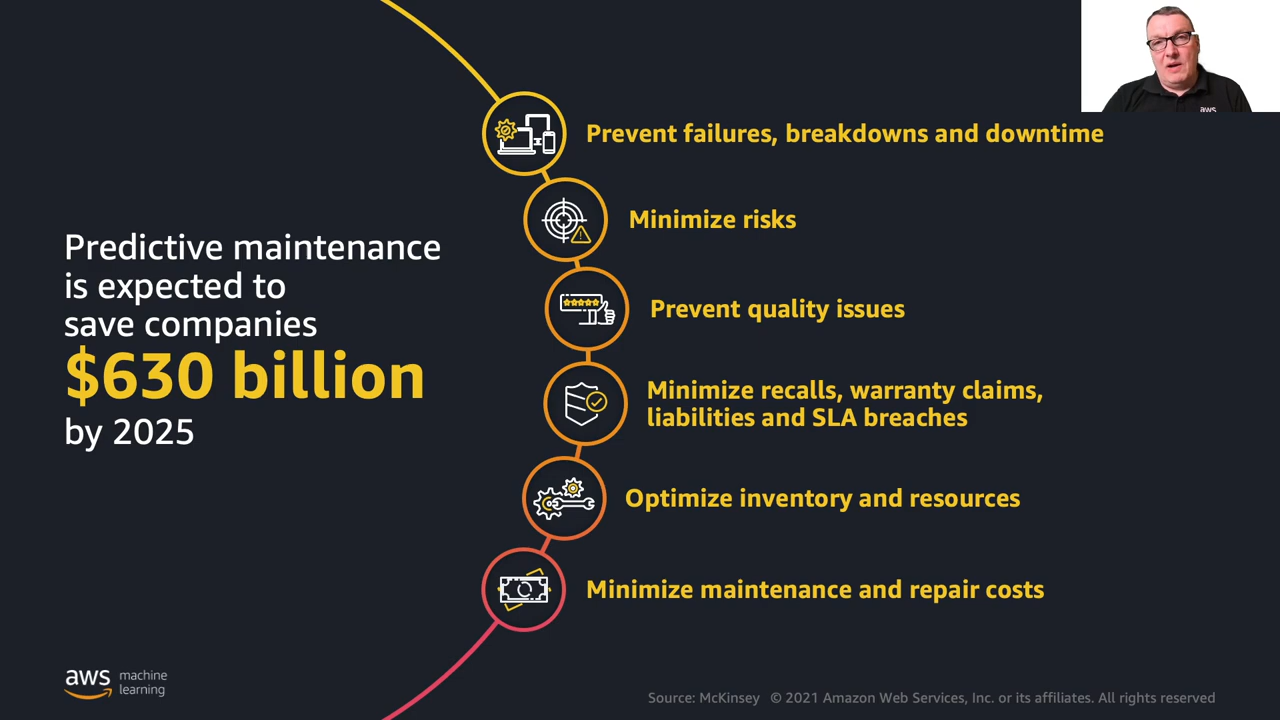 aws
Prevent failures, breakdowns and downtime
Minimize risks
Predictive maintenance
is expected to
save companies
$630 billion
by 2025
Prevent quality issues
Minimize recalls, warranty claims,
liabilities and SLA breaches
Optimize inventory and resources
Minimize maintenance and repair costs
aws machine
learning
Source: McKinsey © 2021 Amazon Web Services, Inc. or its affiliates. All rights reserved